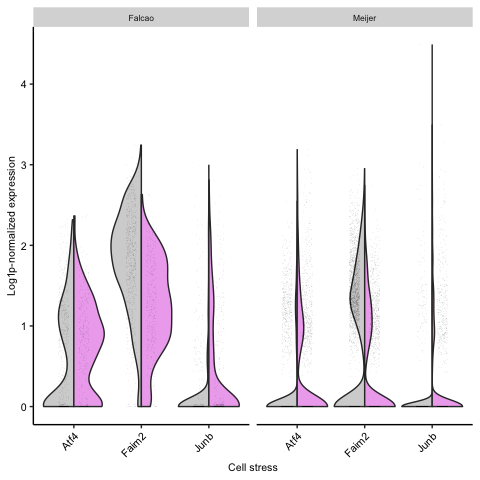 Falcao
Meijer
Log1p-normalized expression
4
3
2
1
0
Atf4
Faim2
Junb
Atf4
Faim2
Junb
Cell stress